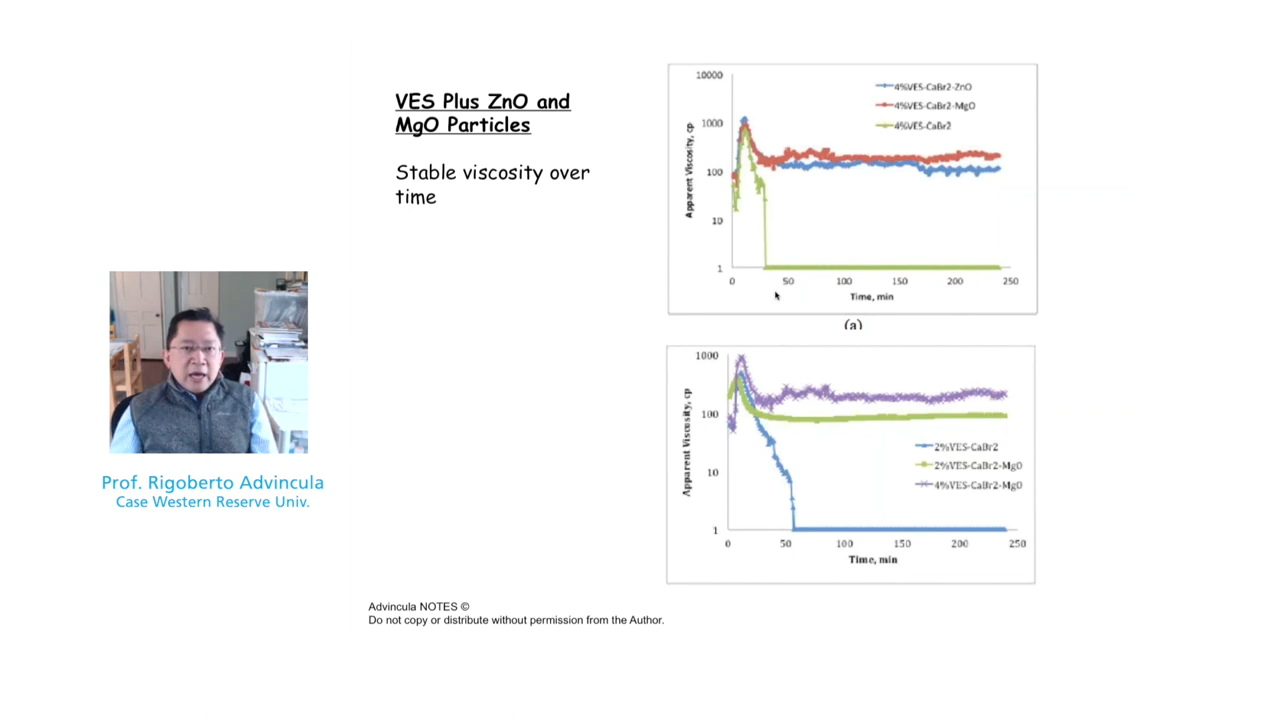 VES Plus ZnO and
MgO Particles
Stable viscosity over
time
Prof. Rigoberto Advincula
Case Western Reserve Univ.
10000
1000
100
10
1
Apparent Viscosity, cp
4%VES-CaBr2-ZnO
4%VES-CaBr2-MgO
4%VES-CaBr2
0 50 100 150 200 250
Time, min
(a)
1000
100
10
1
Apparent Viscosity, cp
2%VES-CaBr2
2%VES-CaBr2-MgO
4%VES-CaBr2-MgO
0 50 100 150 200 250
Time, min
Advincula NOTES ©
Do not copy or distribute without permission from the Author.